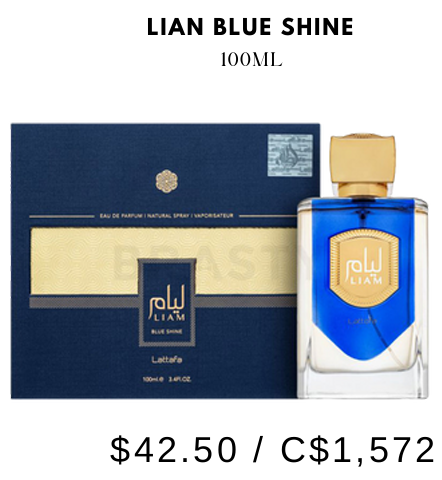 LIAN BLUE SHINE
100ML
EAU DE PARFUM | NATURAL SPRAY | VAPORISATEUR
BRASTY
ليام
LIAM
BLUE SHINE
Lattafa
100ml.e 3.4FL.OZ.
ليام
LIAM
Lattafa
$42.50 / C$1,572